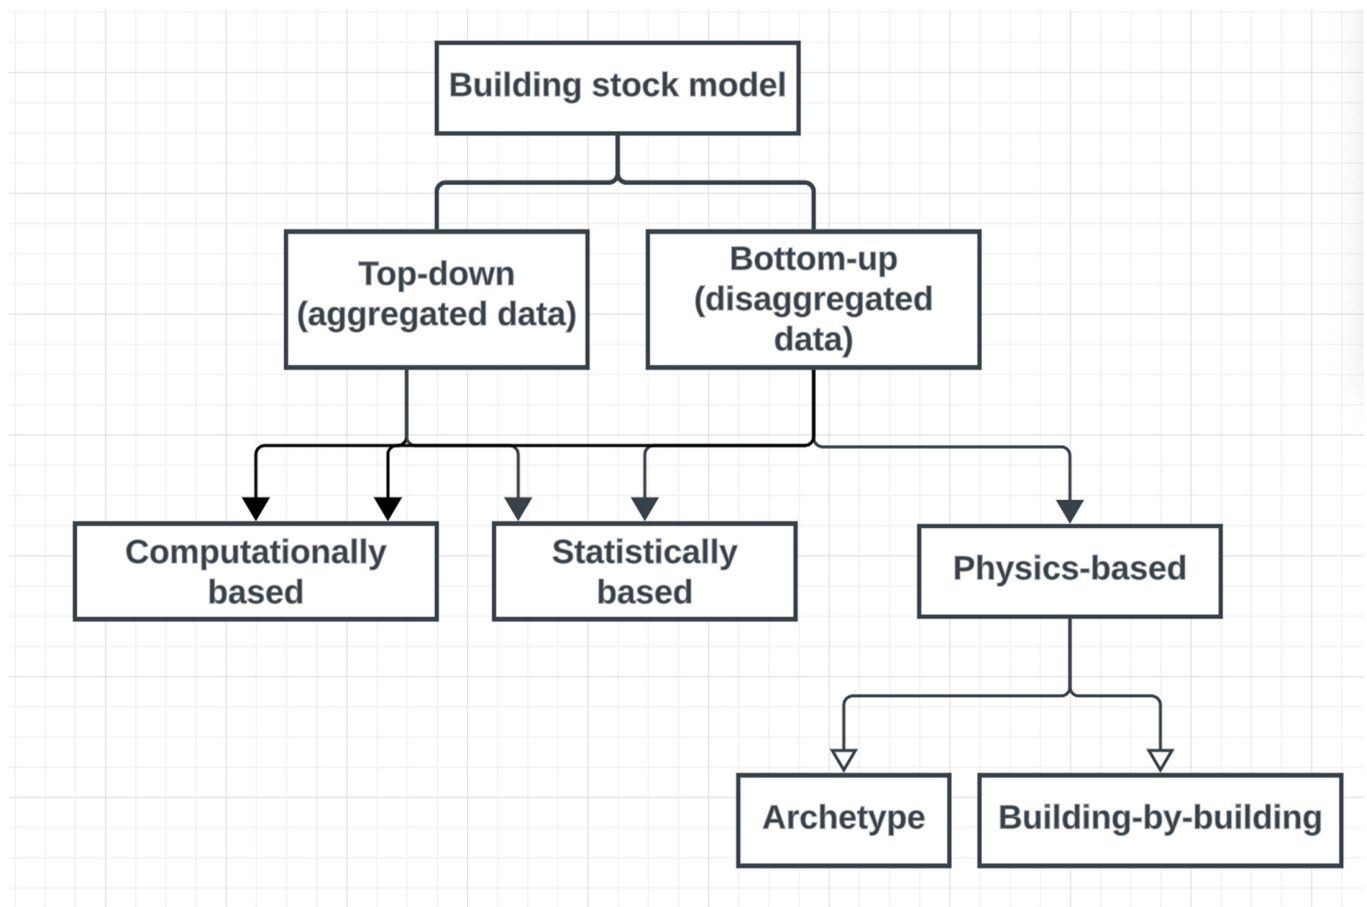 Building stock model
Top-down
(aggregated data)
Bottom-up
(disaggregated
data)
Computationally
based
Statistically
based
Physics-based
Archetype
Building-by-building